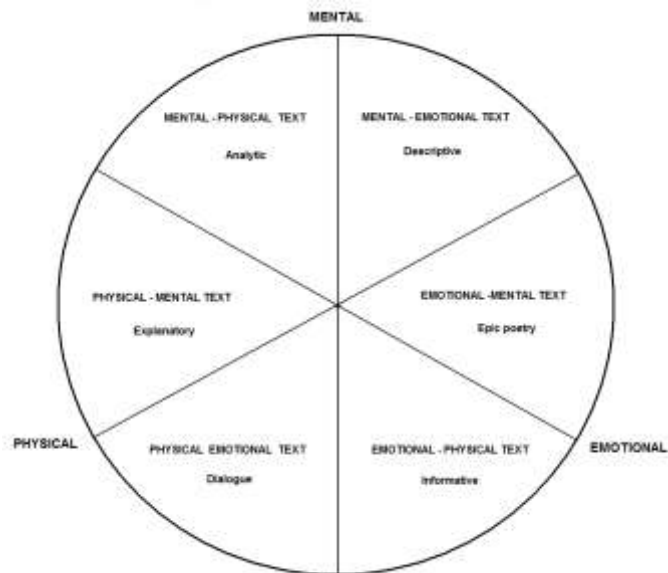 MENTAL
MENTAL - PHYSICAL TEXT
Analytic
MENTAL - EMOTIONAL TEXT
Descriptive
PHYSICAL - MENTAL TEXT
Explanatory
EMOTIONAL -MENTAL TEXT
Epic poetry
PHYSICAL
PHYSICAL EMOTIONAL TEXT
Dialogue
EMOTIONAL - PHYSICAL TEXT
Informative
EMOTIONAL